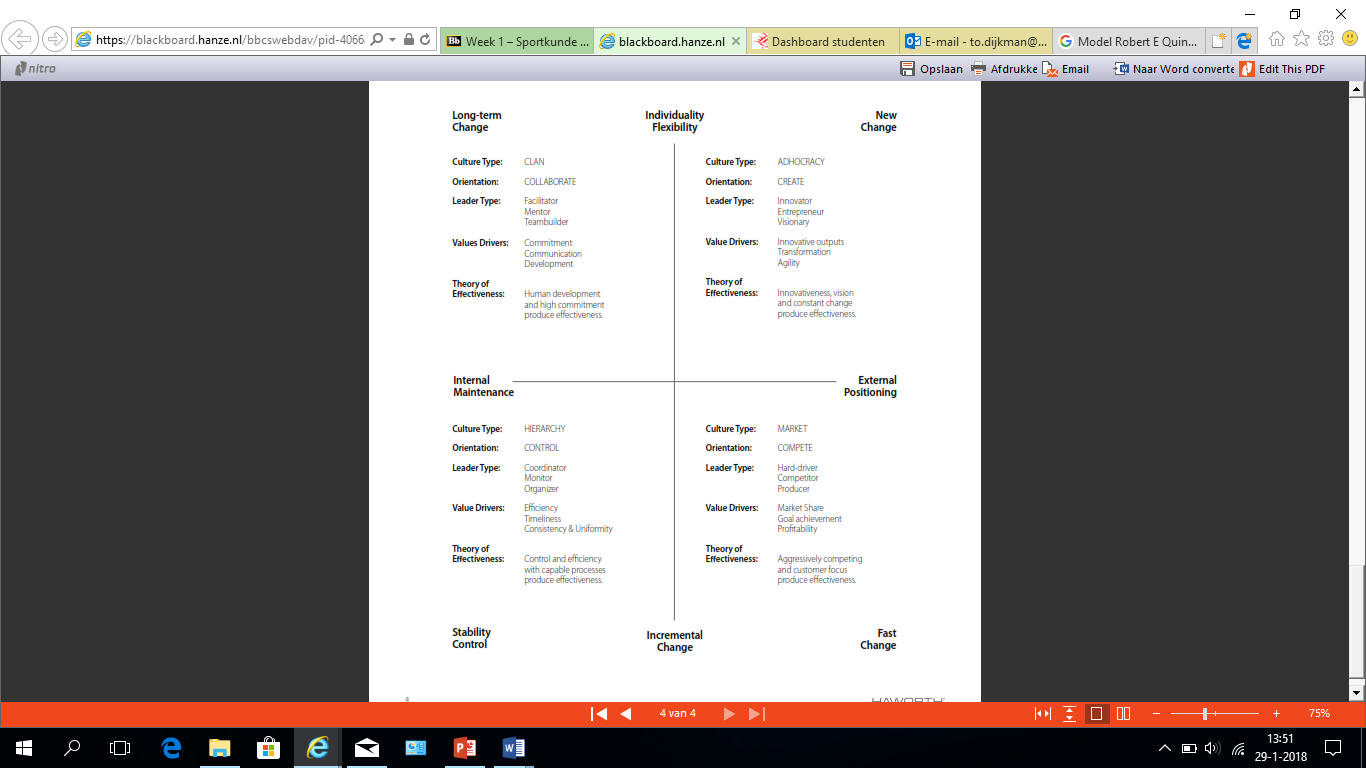 https://blackboard.hanze.nl/bbcswebdav/pid-4066
Bb Week 1 – Sportkunde ...
blackboard.hanze.nl
Dashboard studenten
E-mail - to.dijkman@...
Model Robert E Quin...
nitro
Opslaan
Afdrukke
Email
Naar Word converte
Edit This PDF
Long-term
Change
Individuality
Flexibility
New
Change
Culture Type: CLAN
Orientation: COLLABORATE
Leader Type: Facilitator
Mentor
Teambuilder
Values Drivers: Commitment
Communication
Development
Theory of
Effectiveness: Human development
and high commitment
produce effectiveness.
Culture Type: ADHOCRACY
Orientation: CREATE
Leader Type: Innovator
Entrepreneur
Visionary
Value Drivers: Innovative outputs
Transformation
Agility
Theory of
Effectiveness: Innovativeness, vision
and constant change
produce effectiveness.
Internal
Maintenance
External
Positioning
Culture Type: HIERARCHY
Orientation: CONTROL
Leader Type: Coordinator
Monitor
Organizer
Value Drivers: Efficiency
Timeliness
Consistency & Uniformity
Theory of
Effectiveness: Control and efficiency
with capable processes
produce effectiveness.
Culture Type: MARKET
Orientation: COMPETE
Leader Type: Hard-driver
Competitor
Producer
Value Drivers: Market Share
Goal achievement
Profitability
Theory of
Effectiveness: Aggressively competing
and customer focus
produce effectiveness.
Stability
Control
Incremental
Change
Fast
Change
4
HAWORTH
4 van 4
75%
13:51
29-1-2018